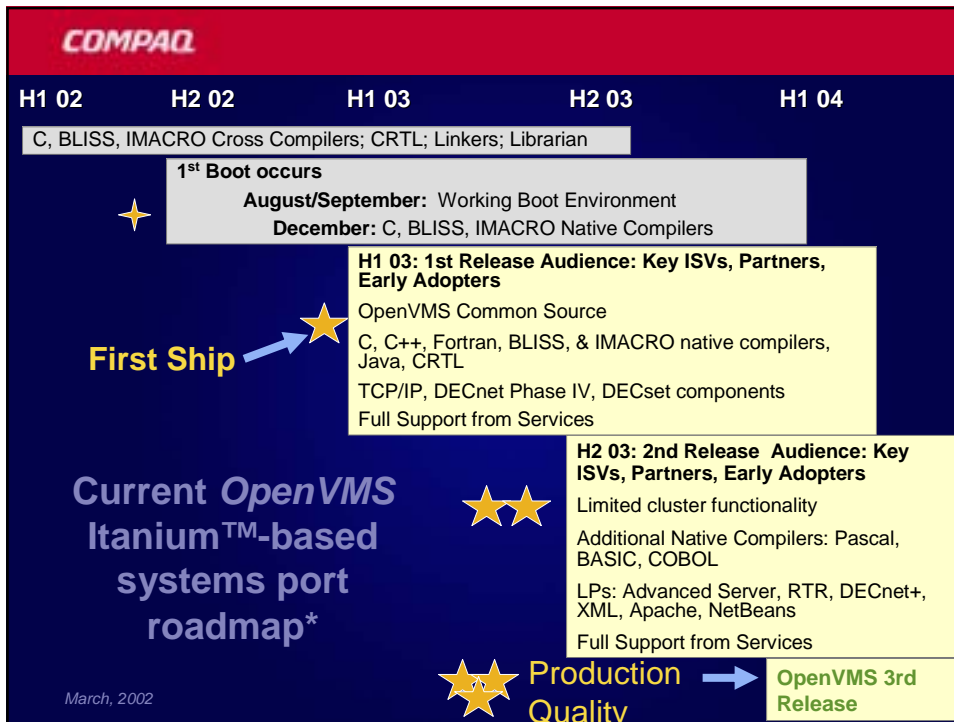 COMPAQ
H1 02 H2 02 H1 03 H2 03 H1 04
C, BLISS, IMACRO Cross Compilers; CRTL; Linkers; Librarian
1st Boot occurs
August/September: Working Boot Environment
December: C, BLISS, IMACRO Native Compilers
H1 03: 1st Release Audience: Key ISVs, Partners,
Early Adopters
OpenVMS Common Source
C, C++, Fortran, BLISS, & IMACRO native compilers,
Java, CRTL
TCP/IP, DECnet Phase IV, DECset components
Full Support from Services
First Ship
H2 03: 2nd Release Audience: Key
ISVs, Partners, Early Adopters
Limited cluster functionality
Additional Native Compilers: Pascal,
BASIC, COBOL
LPs: Advanced Server, RTR, DECnet+,
XML, Apache, NetBeans
Full Support from Services
Current OpenVMS
Itanium™-based
systems port
roadmap*
Production
Quality
OpenVMS 3rd
Release
March, 2002